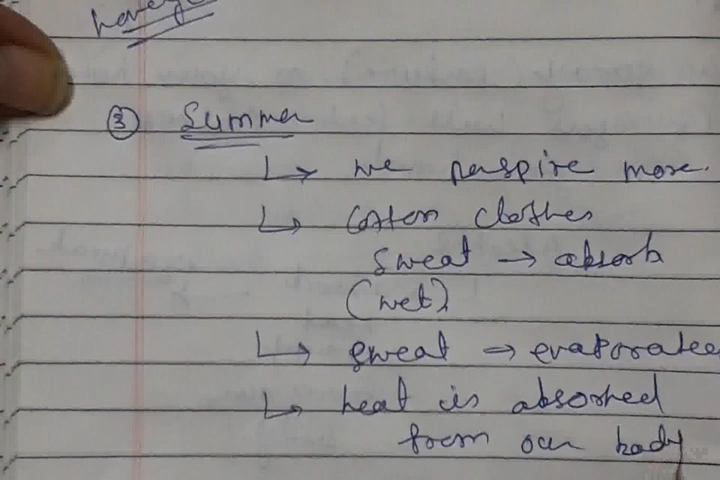 ③ Summer
↳ we perspire more.
↳ Cotton clothes
sweat → absorb
(wet)
↳ sweat → evaporates
↳ heat is absorbed
from our body